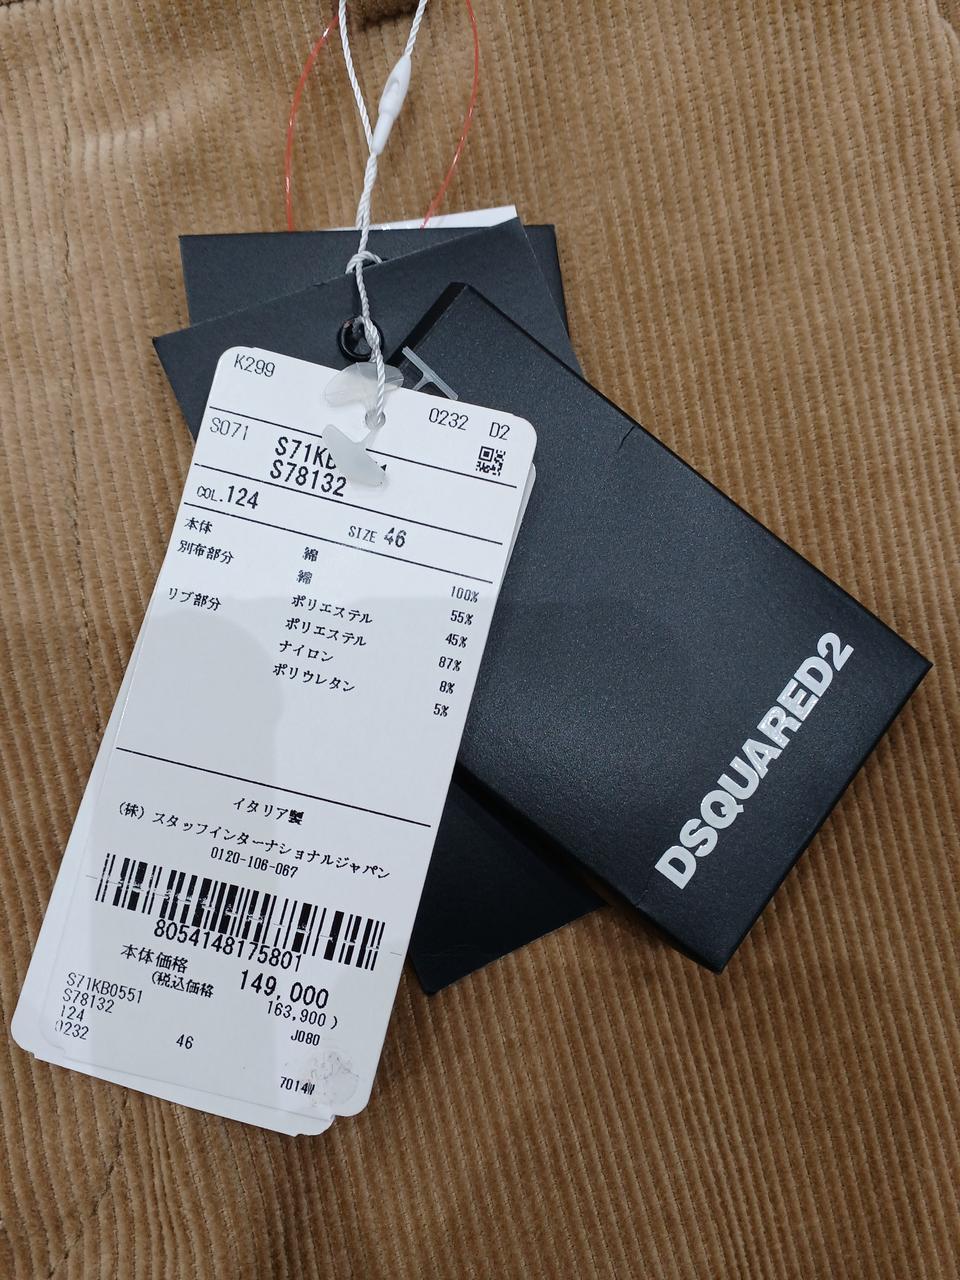 K299
0232 D2
S071
S78132
COL.124
SIZE 46
本体 綿 100%
別布部分 綿 55%
ポリエステル 45%
リブ部分 ポリエステル 87%
ナイロン 8%
ポリウレタン 5%
イタリア製
(株) スタッフインターナショナルジャパン
0120-106-067
8054148175801
本体価格 149,000
(税込価格 163,900)
S71KB0551
S78132
124
0232
46
J080
7014W
DSQUARED2